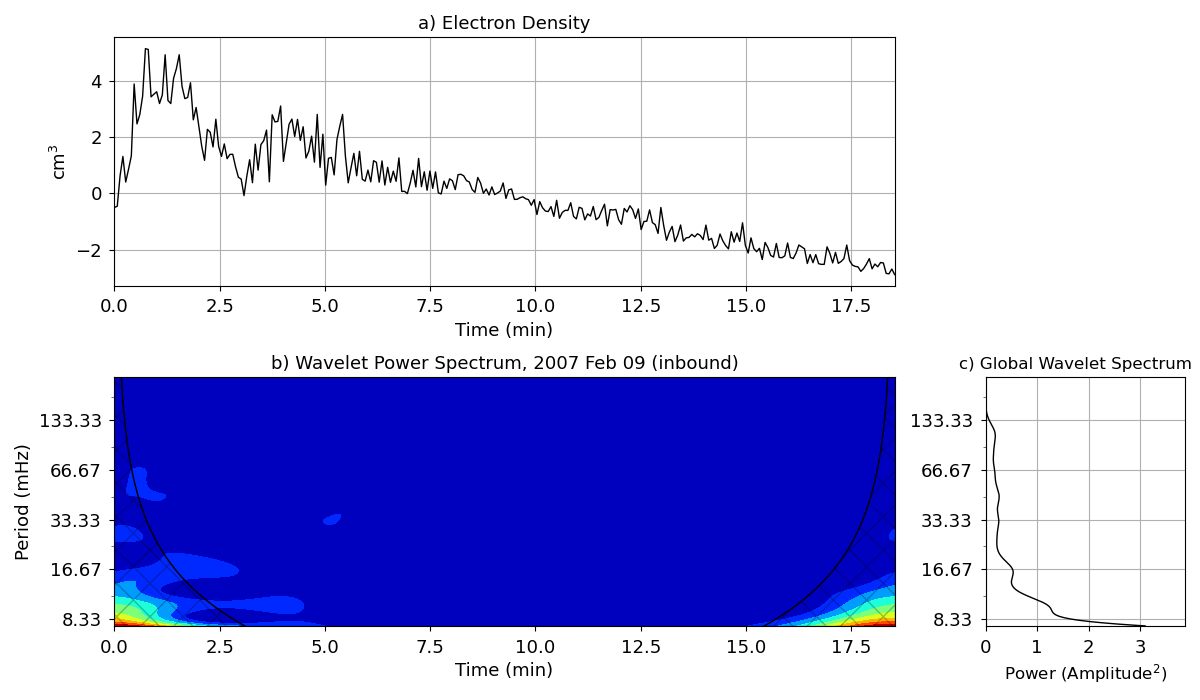 a) Electron Density
4
2
0
−2
cm³
0.0 2.5 5.0 7.5 10.0 12.5 15.0 17.5
Time (min)
b) Wavelet Power Spectrum, 2007 Feb 09 (inbound)
133.33
66.67
33.33
16.67
8.33
Period (mHz)
0.0 2.5 5.0 7.5 10.0 12.5 15.0 17.5
Time (min)
c) Global Wavelet Spectrum
133.33
66.67
33.33
16.67
8.33
0 1 2 3
Power (Amplitude²)